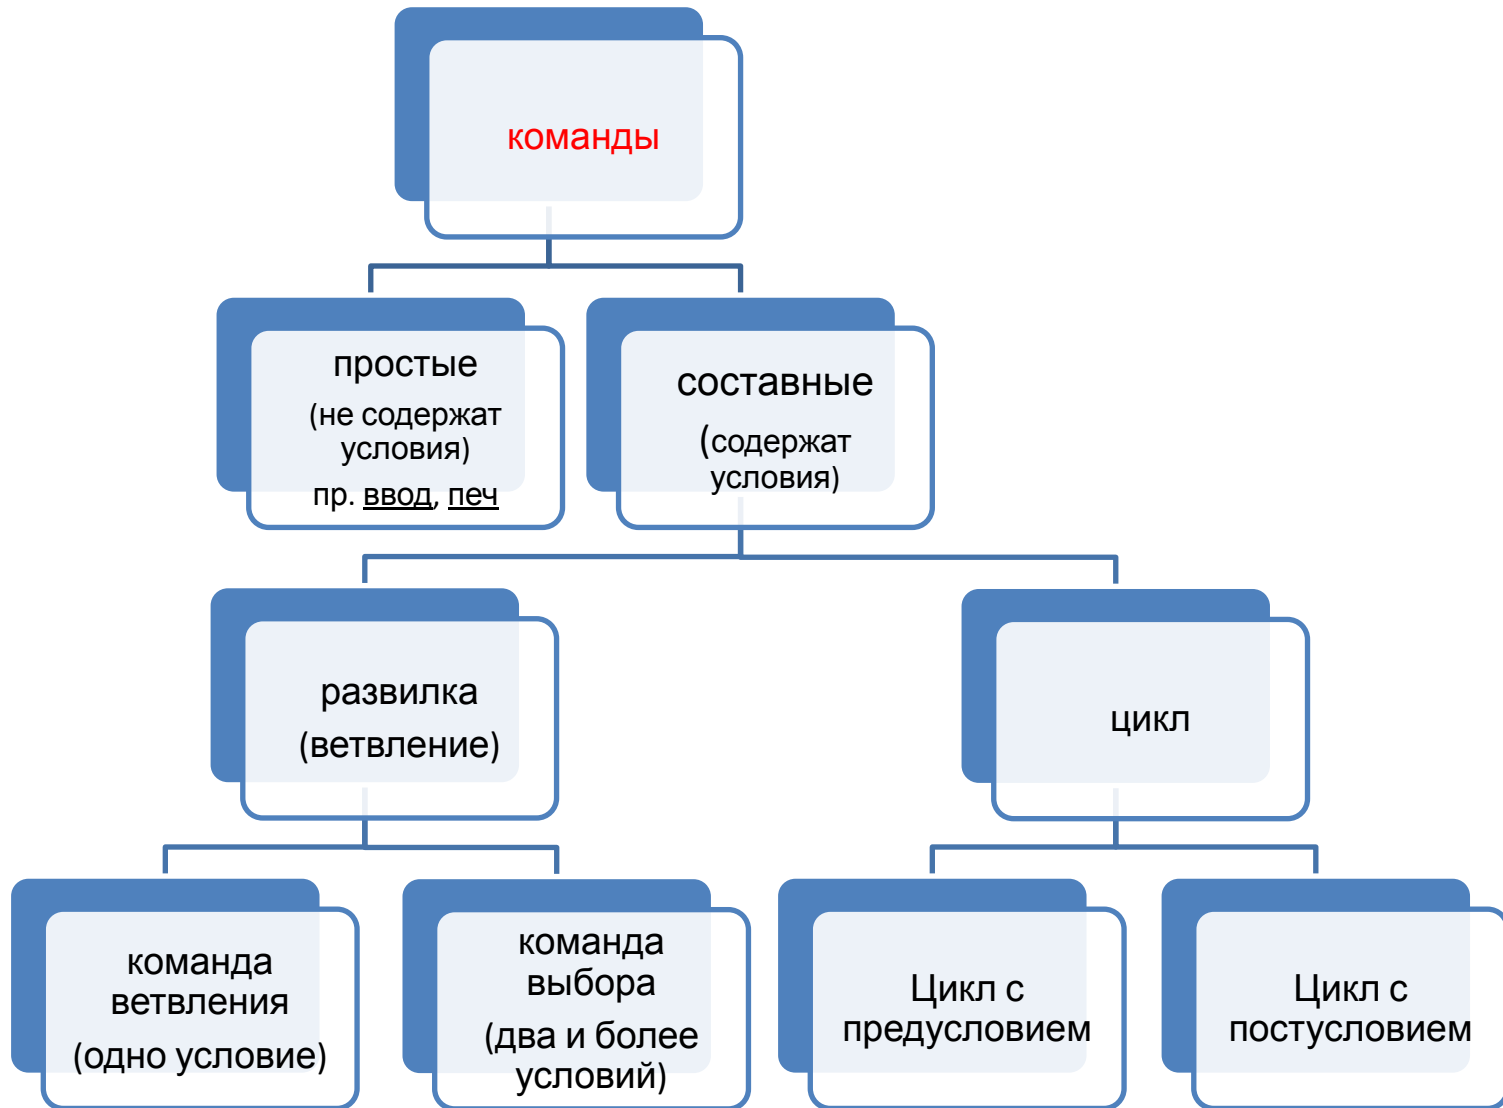 команды
простые
(не содержат
условия)
пр. ввод, печ
составные
(содержат
условия)
развилка
(ветвление)
цикл
команда
ветвления
(одно условие)
команда
выбора
(два и более
условий)
Цикл с
предусловием
Цикл с
постусловием